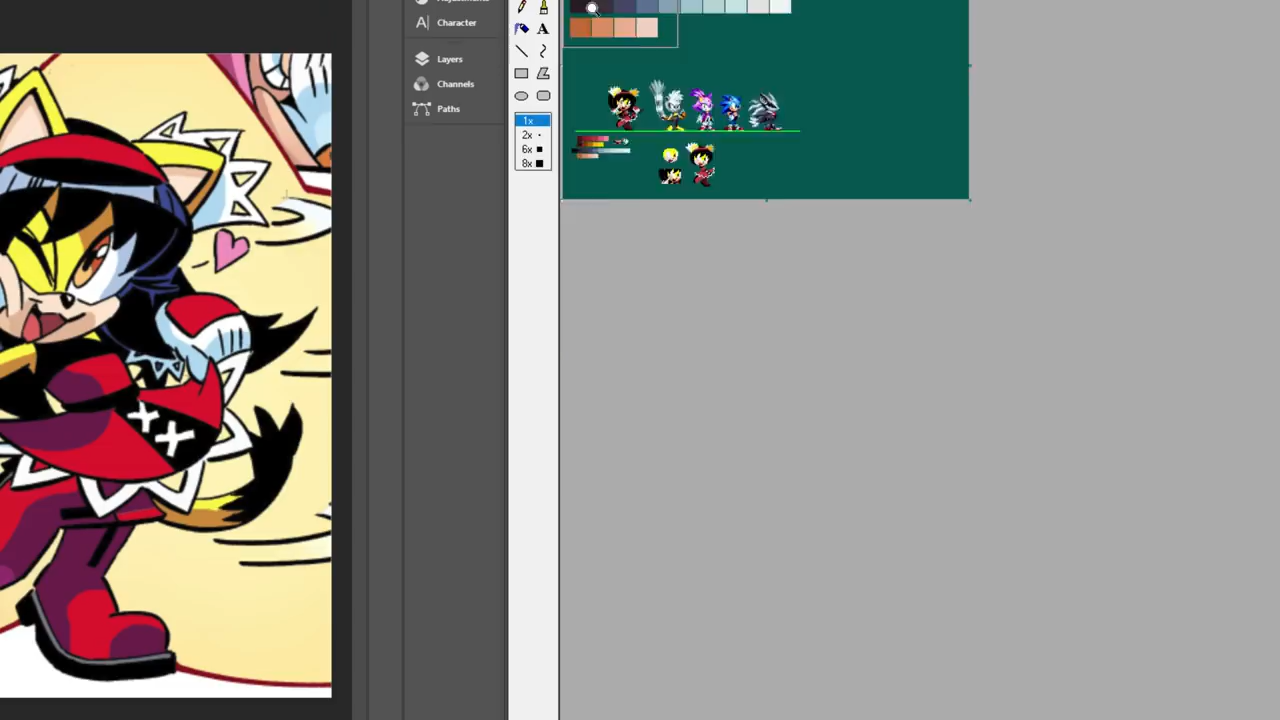 Character
Layers
Channels
Paths
A
1x
2x
6x
8x